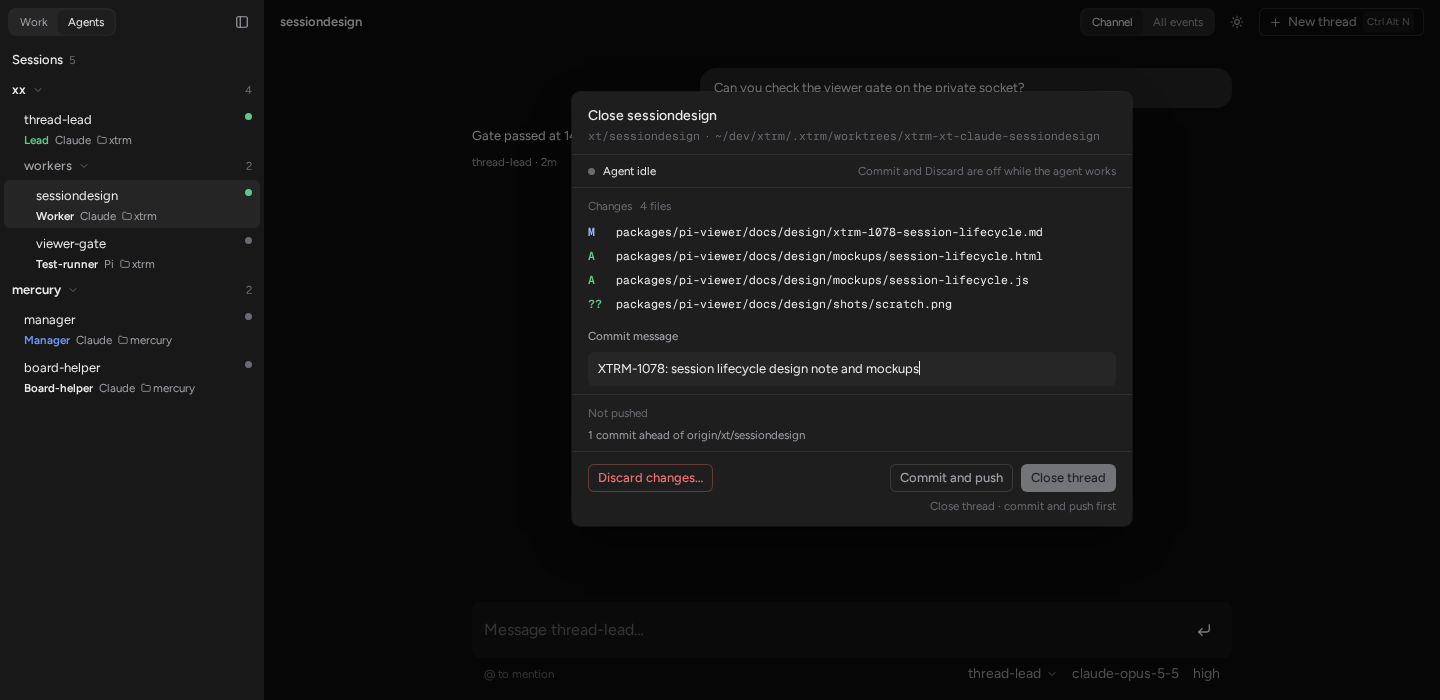 Work Agents
Sessions 5
xx 4
thread-lead
Lead Claude xtrm
workers 2
sessiondesign
Worker Claude xtrm
viewer-gate
Test-runner Pi xtrm
mercury 2
manager
Manager Claude mercury
board-helper
Board-helper Claude mercury
sessiondesign
Channel All events
New thread Ctrl Alt N
Can you check the viewer gate on the private socket?
Gate passed at 14
thread-lead · 2m
Close sessiondesign
xt/sessiondesign · ~/dev/xtrm/.xtrm/worktrees/xtrm-xt-claude-sessiondesign
Agent idle
Commit and Discard are off while the agent works
Changes 4 files
M packages/pi-viewer/docs/design/xtrm-1078-session-lifecycle.md
A packages/pi-viewer/docs/design/mockups/session-lifecycle.html
A packages/pi-viewer/docs/design/mockups/session-lifecycle.js
?? packages/pi-viewer/docs/design/shots/scratch.png
Commit message
XTRM-1078: session lifecycle design note and mockups
Not pushed
1 commit ahead of origin/xt/sessiondesign
Discard changes...
Commit and push
Close thread
Close thread · commit and push first
Message thread-lead...
@ to mention
thread-lead claude-opus-5-5 high